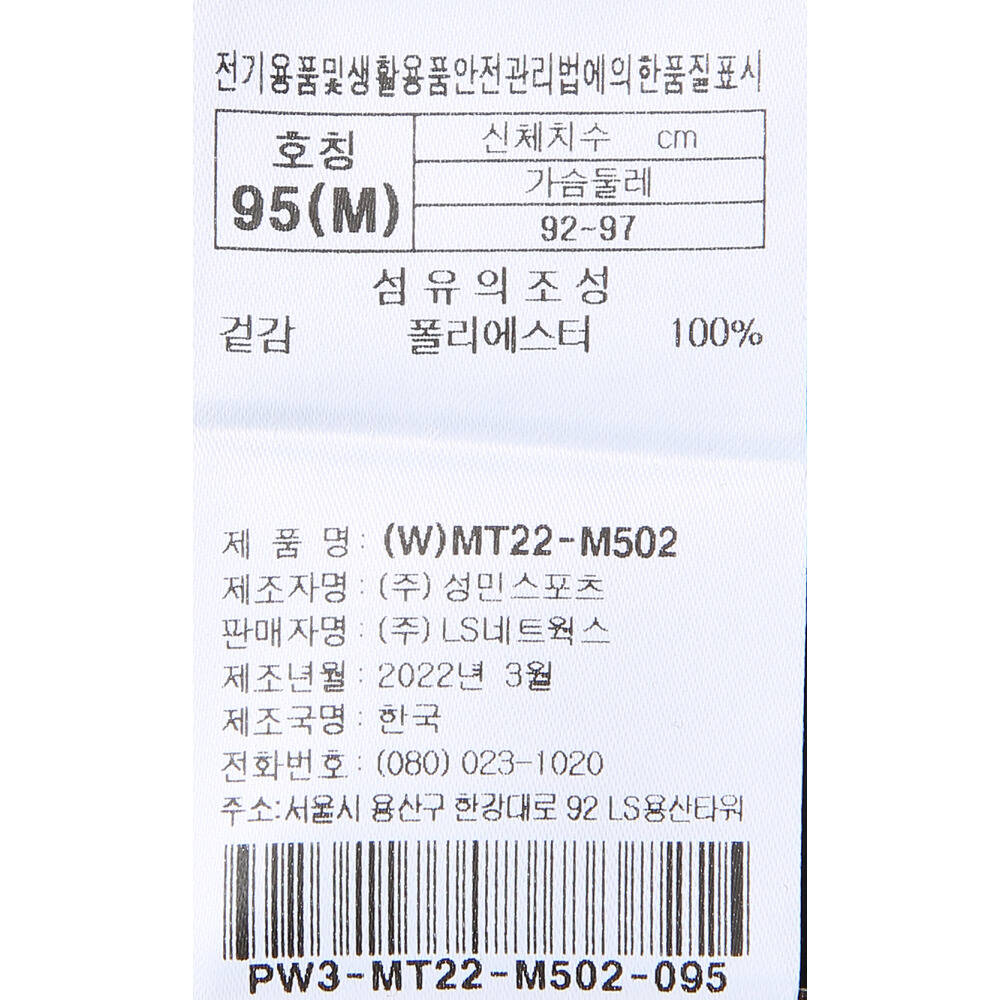 전기용품및생활용품안전관리법에의한품질표시
호칭
95(M)
신체치수 cm
가슴둘레
92~97
섬유의조성
겉감 폴리에스터 100%
제 품 명: (W)MT22-M502
제조자명: (주) 성민스포츠
판매자명: (주) LS네트웍스
제조년월: 2022년 3월
제조국명: 한국
전화번호: (080) 023-1020
주소:서울시 용산구 한강대로 92 LS용산타워
PW3-MT22-M502-095